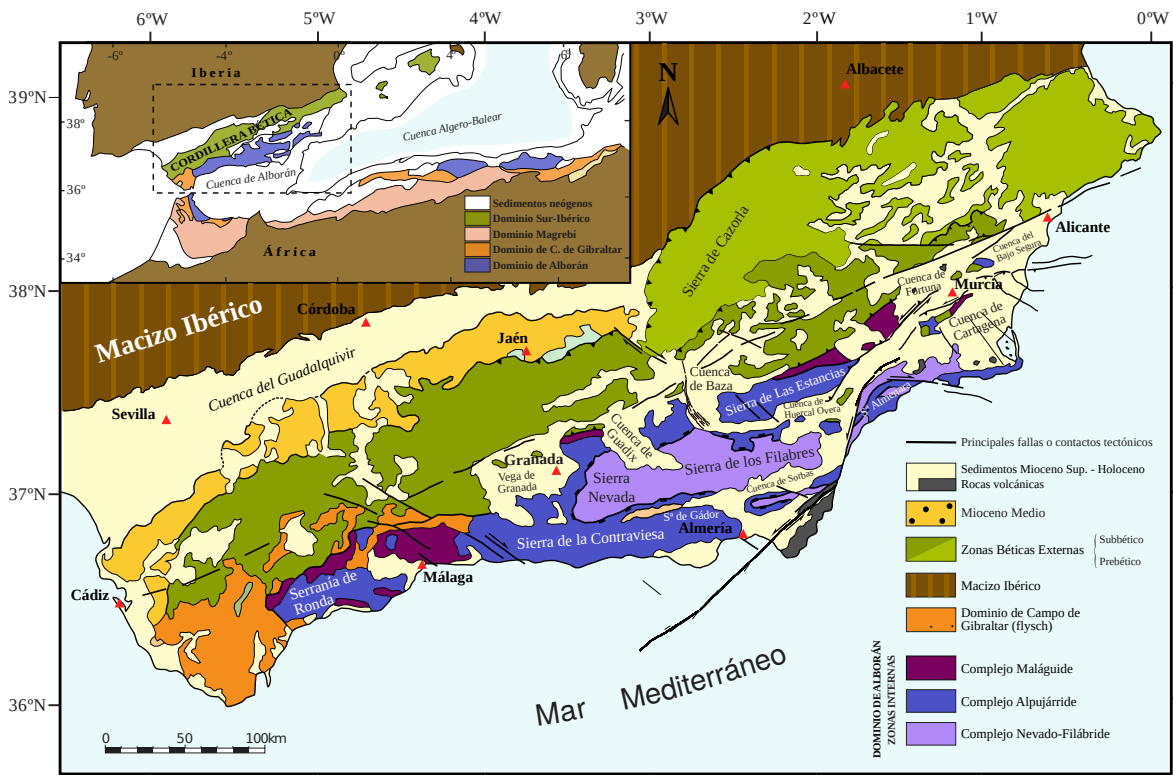 6ºW
5ºW
4ºW
3ºW
2ºW
1ºW
0ºW
39ºN
38ºN
37ºN
36ºN
-6°
-4°
0°
6°
38°
36°
34°
Iberia
CORDILLERA BÉTICA
Cuenca Algero-Balear
Cuenca de Alborán
África
Sedimentos neógenos
Dominio Sur-Ibérico
Dominio Magrebí
Dominio de C. de Gibraltar
Dominio de Alborán
N
Albacete
Sierra de Cazorla
Alicante
Cuenca del
Bajo Segura
Cuenca de
Fortuna
Murcia
Cuenca de
Cartagena
Macizo Ibérico
Córdoba
Jaén
Cuenca del Guadalquivir
Sevilla
Cuenca
de Baza
Sierra de Las Estancias
Cuenca de
Huercal Overa
Sª Almenara
Cuenca de
Guadix
Granada
Vega de
Granada
Sierra
Nevada
Sierra de los Filabres
Cuenca de Sorbas
Sª de Gádor
Almería
Sierra de la Contraviesa
Málaga
Serranía de
Ronda
Cádiz
Mar Mediterráneo
0 50 100km
Principales fallas o contactos tectónicos
Sedimentos Mioceno Sup. - Holoceno
Rocas volcánicas
Mioceno Medio
Zonas Béticas Externas
Subbético
Prebético
Macizo Ibérico
Dominio de Campo de
Gibraltar (flysch)
DOMINIO DE ALBORÁN
ZONAS INTERNAS
Complejo Maláguide
Complejo Alpujárride
Complejo Nevado-Filábride